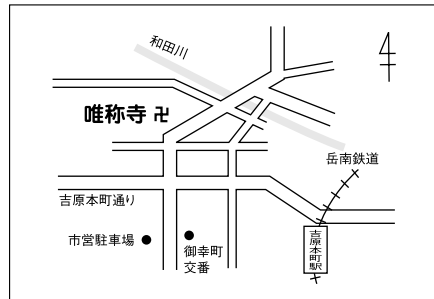 和田川
唯称寺 卍
岳南鉄道
吉原本町通り
市営駐車場
御幸町
交番
吉原本町駅